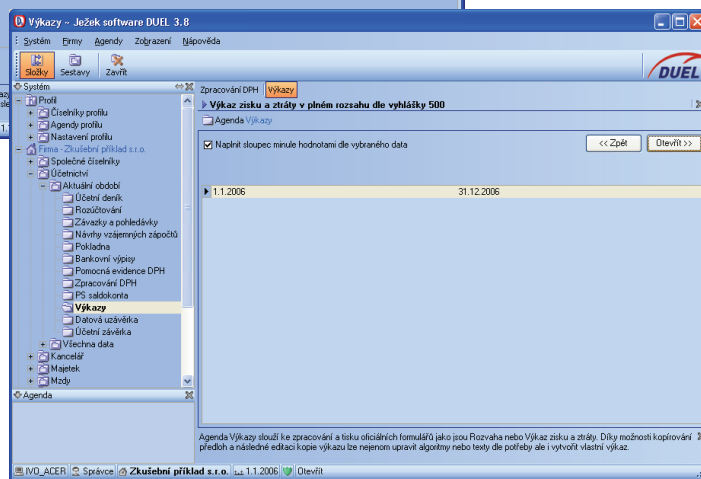 Výkazy ~ Ježek software DUEL 3.8
Systém Firmy Agendy Zobrazení Nápověda
Složky Sestavy Zavřít
DUEL
Systém
Profil
Číselníky profilu
Agendy profilu
Nastavení profilu
Firma - Zkušební příklad s.r.o.
Společné číselníky
Účetnictví
Aktuální období
Účetní deník
Rozúčtování
Závazky a pohledávky
Návrhy vzájemných zápočtů
Pokladna
Bankovní výpisy
Pomocná evidence DPH
Zpracování DPH
PS saldokonta
Výkazy
Datová uzávěrka
Účetní závěrka
Všechna data
Kancelář
Majetek
Mzdy
Agenda
Zpracování DPH Výkazy
Výkaz zisku a ztráty v plném rozsahu dle vyhlášky 500
Agenda Výkazy
Naplnit sloupec minule hodnotami dle vybraného data
<< Zpět Otevřít >>
1.1.2006 31.12.2006
Agenda Výkazy slouží ke zpracování a tisku oficiálních formulářů jako jsou Rozvaha nebo Výkaz zisku a ztráty. Díky možnosti kopírování
předloh a následné editaci kopie výkazu lze nejenom upravit algoritmy nebo texty dle potřeby ale i vytvořit vlastní výkaz.
IVO_ACER Správce Zkušební příklad s.r.o. 1.1.2006 Otevřít